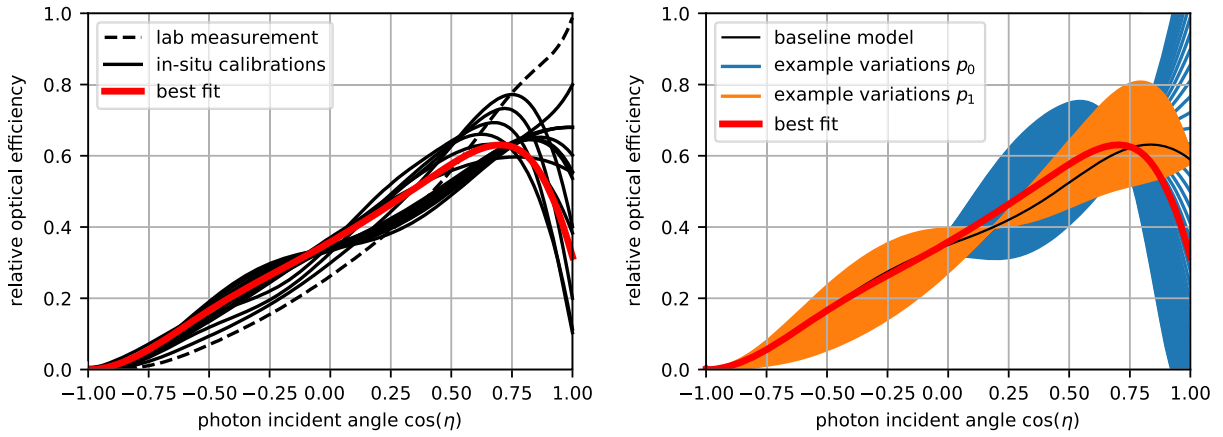 1.0
0.8
0.6
0.4
0.2
0.0
relative optical efficiency
lab measurement
in-situ calibrations
best fit
−1.00 −0.75 −0.50 −0.25 0.00 0.25 0.50 0.75 1.00
photon incident angle cos(η)
1.0
0.8
0.6
0.4
0.2
0.0
relative optical efficiency
baseline model
example variations p₀
example variations p₁
best fit
−1.00 −0.75 −0.50 −0.25 0.00 0.25 0.50 0.75 1.00
photon incident angle cos(η)